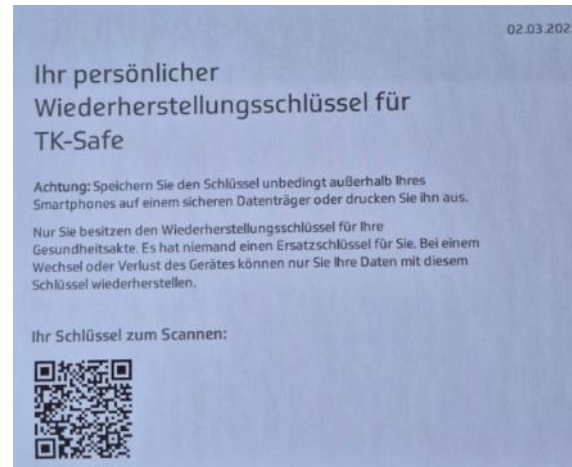 02.03.202
Ihr persönlicher
Wiederherstellungsschlüssel für
TK-Safe
Achtung: Speichern Sie den Schlüssel unbedingt außerhalb Ihres
Smartphones auf einem sicheren Datenträger oder drucken Sie ihn aus.
Nur Sie besitzen den Wiederherstellungsschlüssel für Ihre
Gesundheitsakte. Es hat niemand einen Ersatzschlüssel für Sie. Bei einem
Wechsel oder Verlust des Gerätes können nur Sie Ihre Daten mit diesem
Schlüssel wiederherstellen.
Ihr Schlüssel zum Scannen: